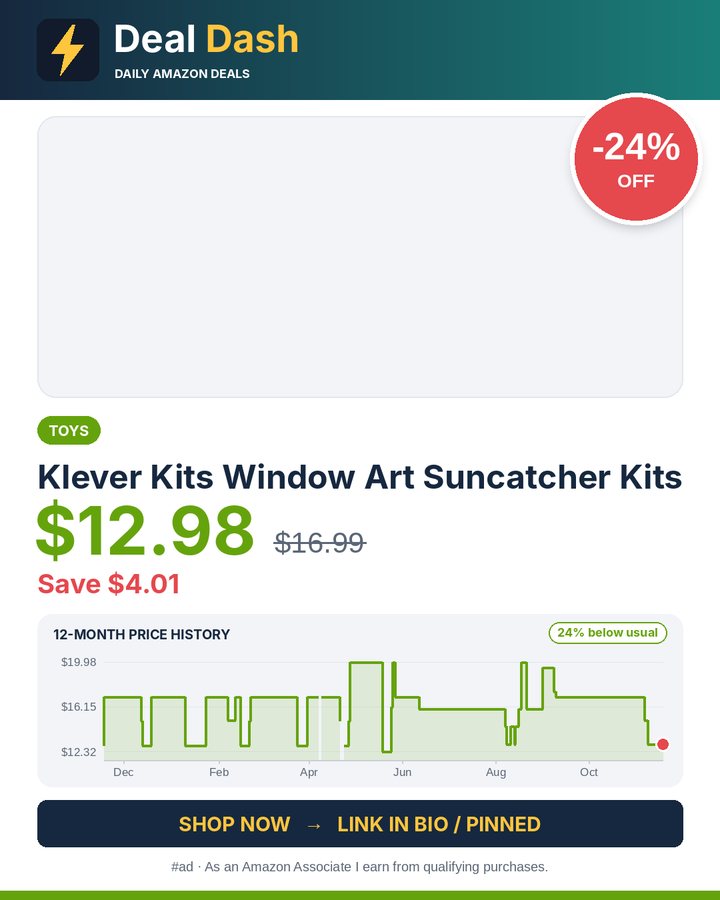 Deal Dash
DAILY AMAZON DEALS
-24%
OFF
TOYS
Klever Kits Window Art Suncatcher Kits
$12.98 $16.99
Save $4.01
12-MONTH PRICE HISTORY
24% below usual
$19.98
$16.15
$12.32
Dec Feb Apr Jun Aug Oct
SHOP NOW → LINK IN BIO / PINNED
#ad · As an Amazon Associate I earn from qualifying purchases.